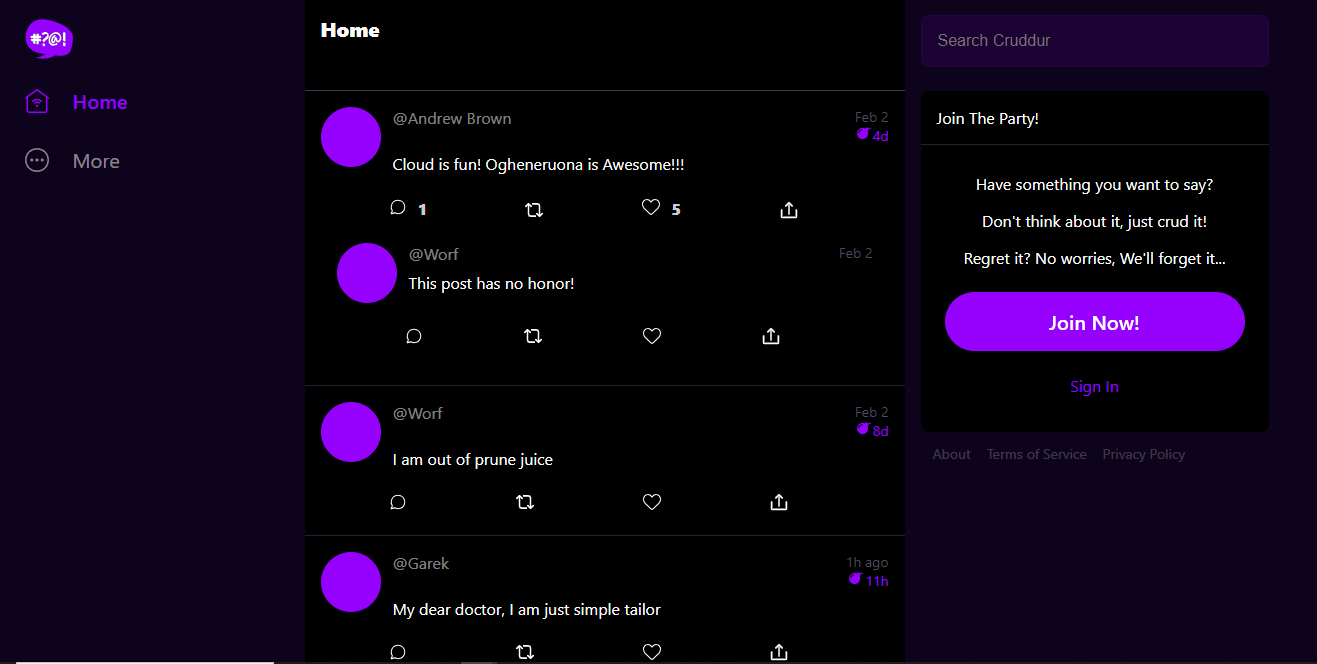 #?@!
Home
More
Home
@Andrew Brown
Feb 2
4d
Cloud is fun! Ogheneruona is Awesome!!!
1
5
@Worf
Feb 2
This post has no honor!
@Worf
Feb 2
8d
I am out of prune juice
@Garek
1h ago
11h
My dear doctor, I am just simple tailor
Search Cruddur
Join The Party!
Have something you want to say?
Don't think about it, just crud it!
Regret it? No worries, We'll forget it...
Join Now!
Sign In
About Terms of Service Privacy Policy